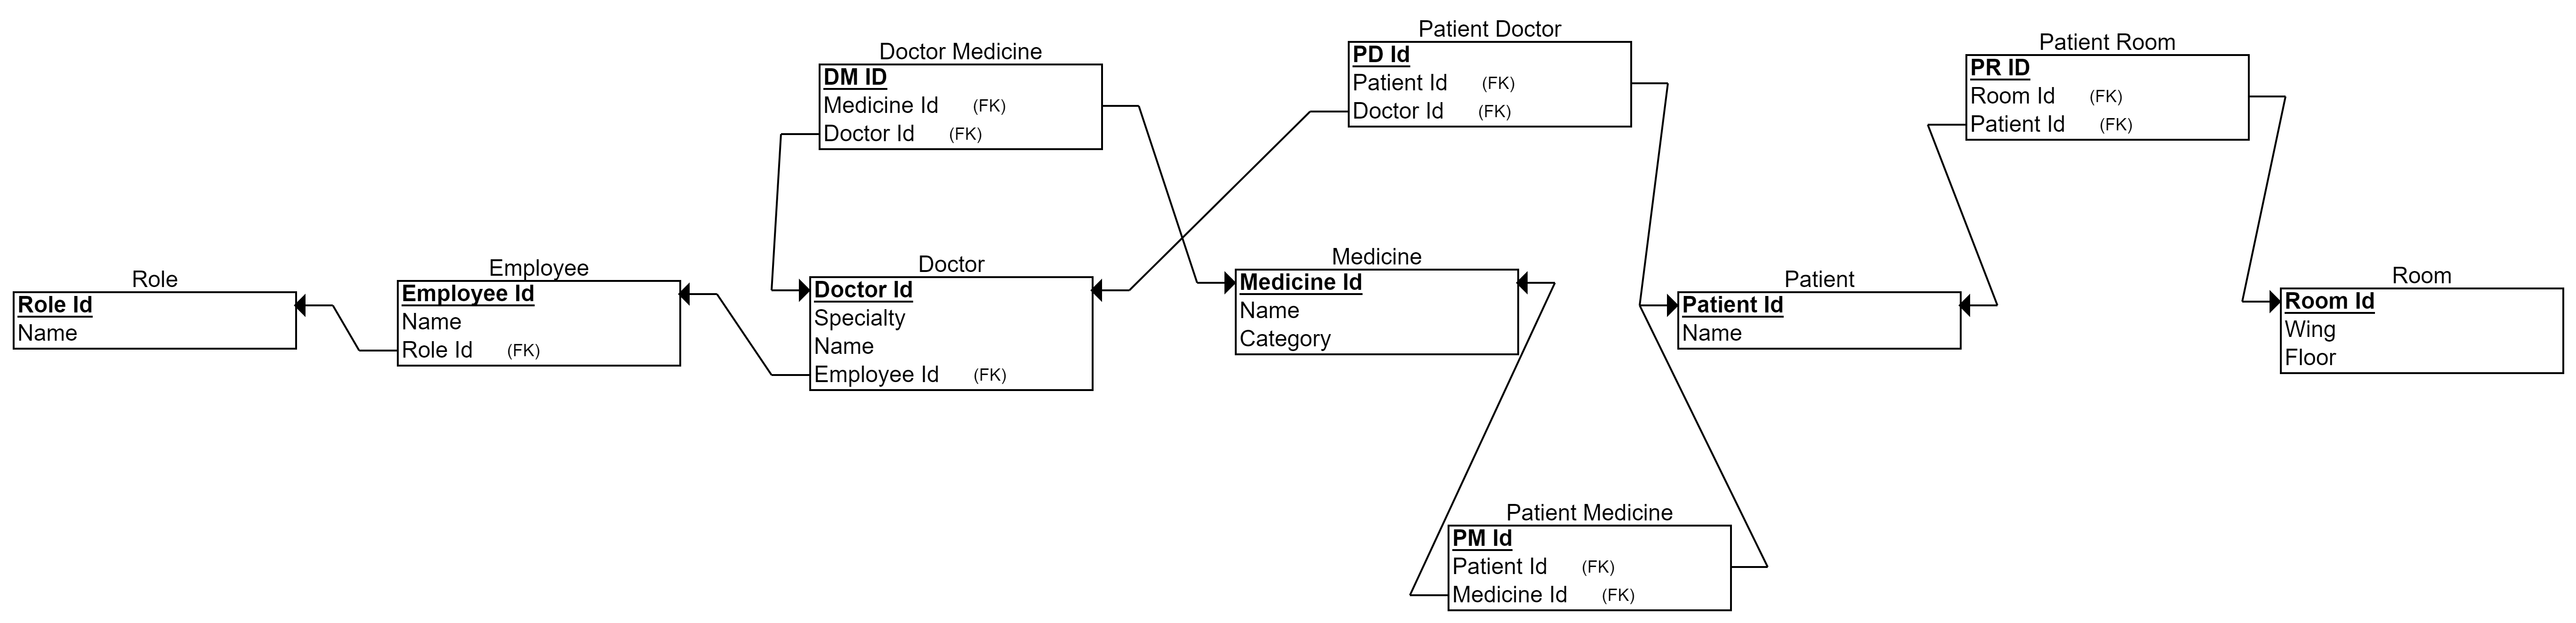 Patient Doctor
PD Id
Patient Id (FK)
Doctor Id (FK)
Patient Room
PR ID
Room Id (FK)
Patient Id (FK)
Doctor Medicine
DM ID
Medicine Id (FK)
Doctor Id (FK)
Role
Role Id
Name
Employee
Employee Id
Name
Role Id (FK)
Doctor
Doctor Id
Specialty
Name
Employee Id (FK)
Medicine
Medicine Id
Name
Category
Patient
Patient Id
Name
Room
Room Id
Wing
Floor
Patient Medicine
PM Id
Patient Id (FK)
Medicine Id (FK)